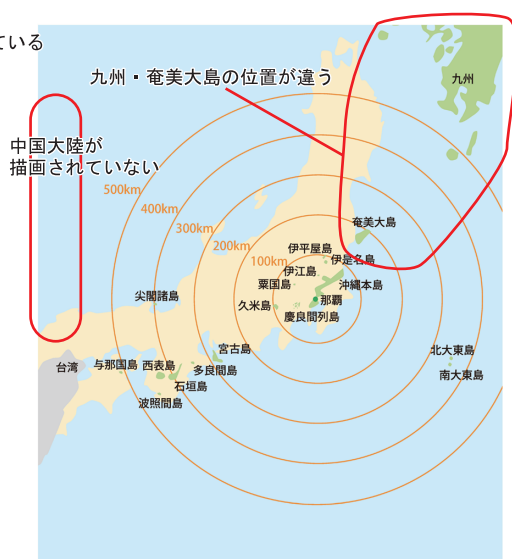 ている
九州・奄美大島の位置が違う
九州
中国大陸が
描画されていない
500km
400km
300km
200km
100km
奄美大島
伊平屋島
伊是名島
伊江島
粟国島
沖縄本島
尖閣諸島
久米島
那覇
慶良間列島
宮古島
北大東島
台湾
与那国島
西表島
多良間島
南大東島
石垣島
波照間島